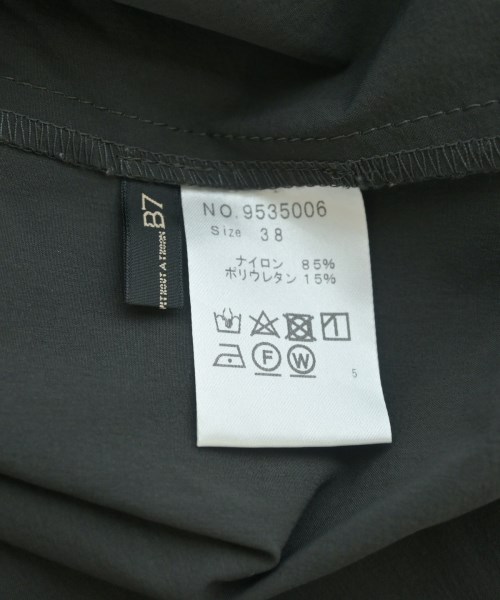 B7
WITHOUT A THORN
NO.9535006
Size 38
ナイロン 85%
ポリウレタン 15%
F W
5